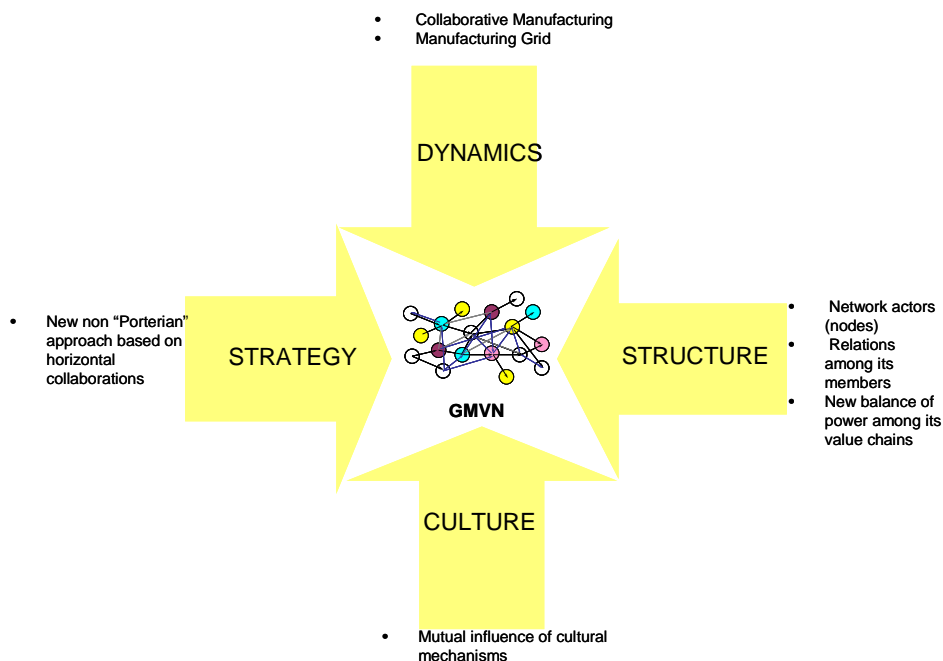 • Collaborative Manufacturing
• Manufacturing Grid
DYNAMICS
• New non “Porterian”
approach based on
horizontal
collaborations
STRATEGY
GMVN
STRUCTURE
• Network actors
(nodes)
• Relations
among its
members
• New balance of
power among its
value chains
CULTURE
• Mutual influence of cultural
mechanisms